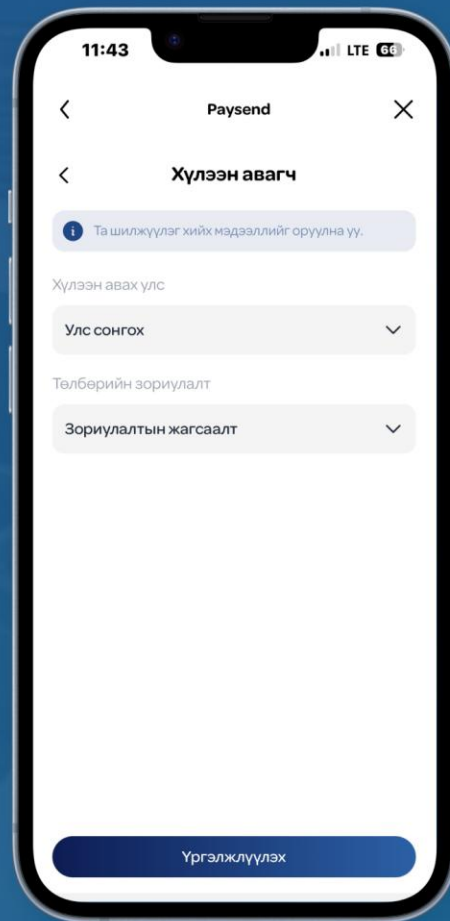 11:43
LTE 66
Paysend
Хүлээн авагч
Та шилжүүлэг хийх мэдээллийг оруулна уу.
Хүлээн авах улс
Улс сонгох
Төлбөрийн зориулалт
Зориулалтын жагсаалт
Үргэлжлүүлэх